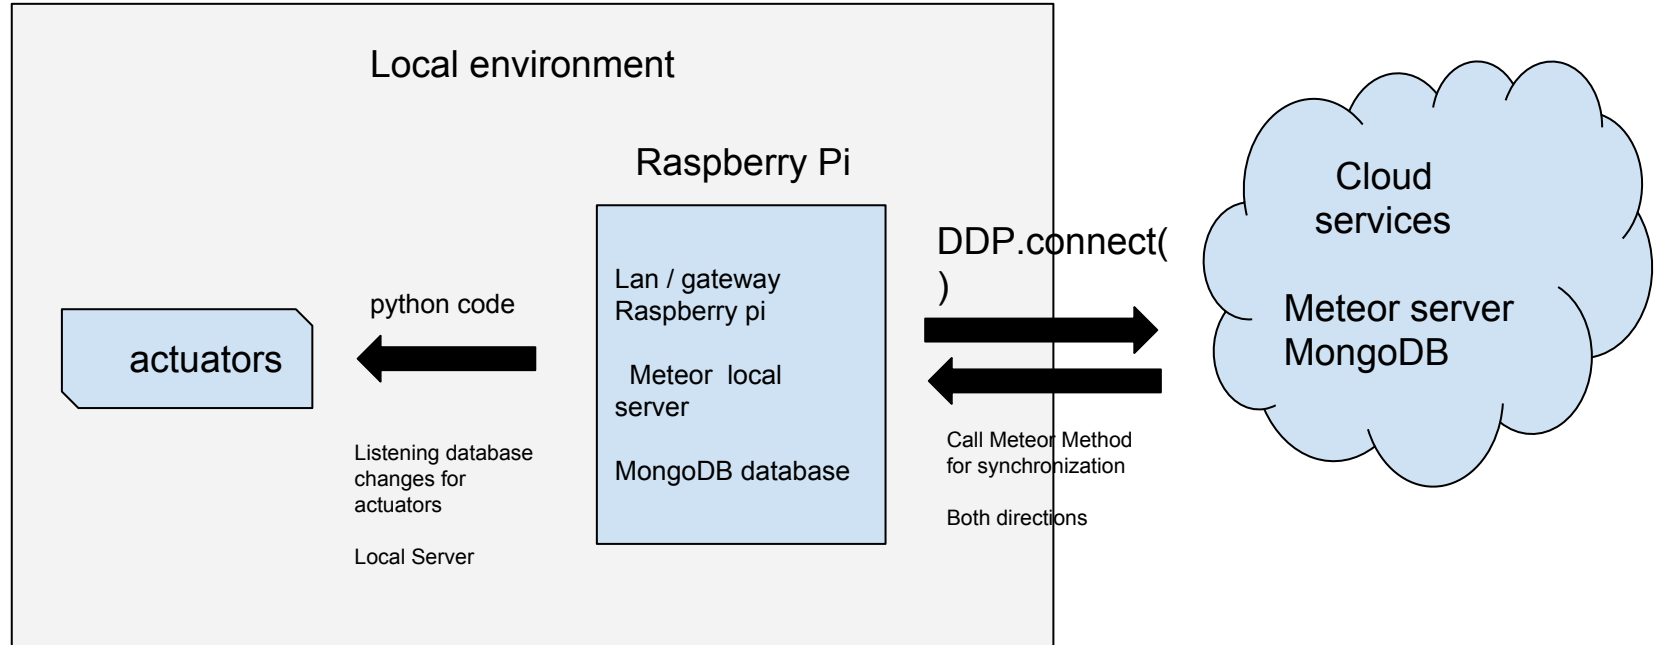 Local environment
Raspberry Pi
actuators
python code
Listening database
changes for
actuators
Local Server
Lan / gateway
Raspberry pi
Meteor local
server
MongoDB database
DDP.connect(
)
Call Meteor Method
for synchronization
Both directions
Cloud
services
Meteor server
MongoDB